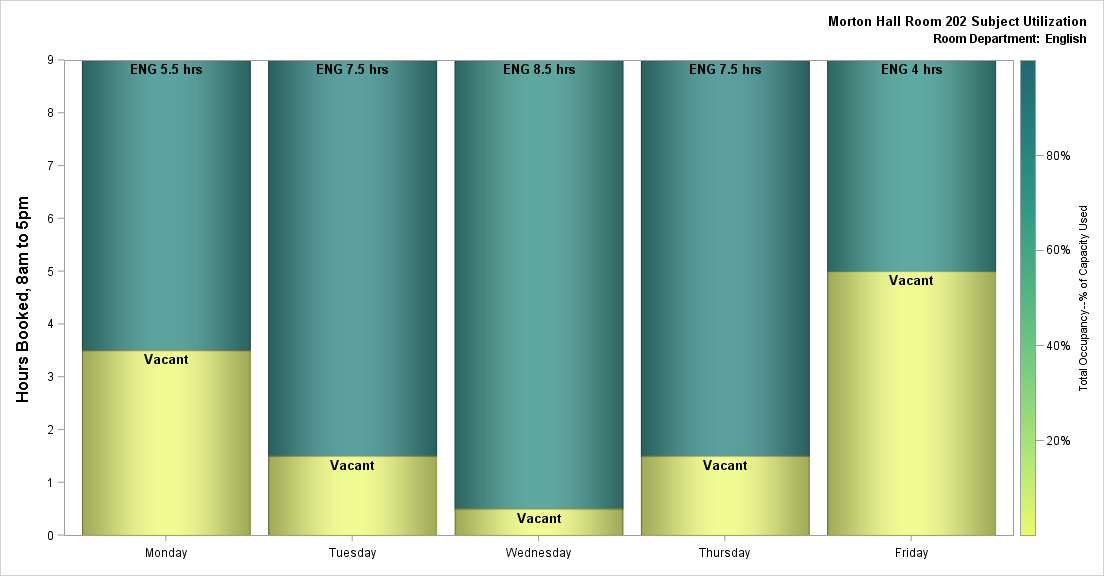 Morton Hall Room 202 Subject Utilization
Room Department: English
Hours Booked, 8am to 5pm
9
8
7
6
5
4
3
2
1
0
ENG 5.5 hrs
ENG 7.5 hrs
ENG 8.5 hrs
ENG 7.5 hrs
ENG 4 hrs
Vacant
Vacant
Vacant
Vacant
Vacant
Monday
Tuesday
Wednesday
Thursday
Friday
80%
60%
40%
20%
Total Occupancy--% of Capacity Used